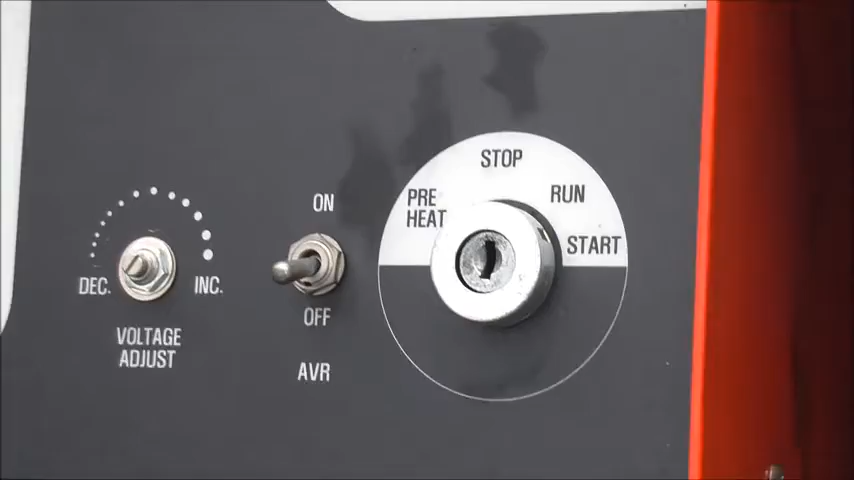 STOP
PRE
HEAT
RUN
START
ON
OFF
AVR
DEC.
INC.
VOLTAGE
ADJUST